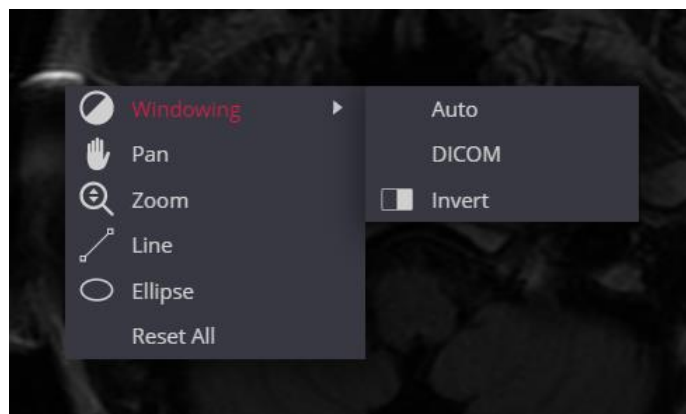 Windowing
Pan
Zoom
Line
Ellipse
Reset All
Auto
DICOM
Invert